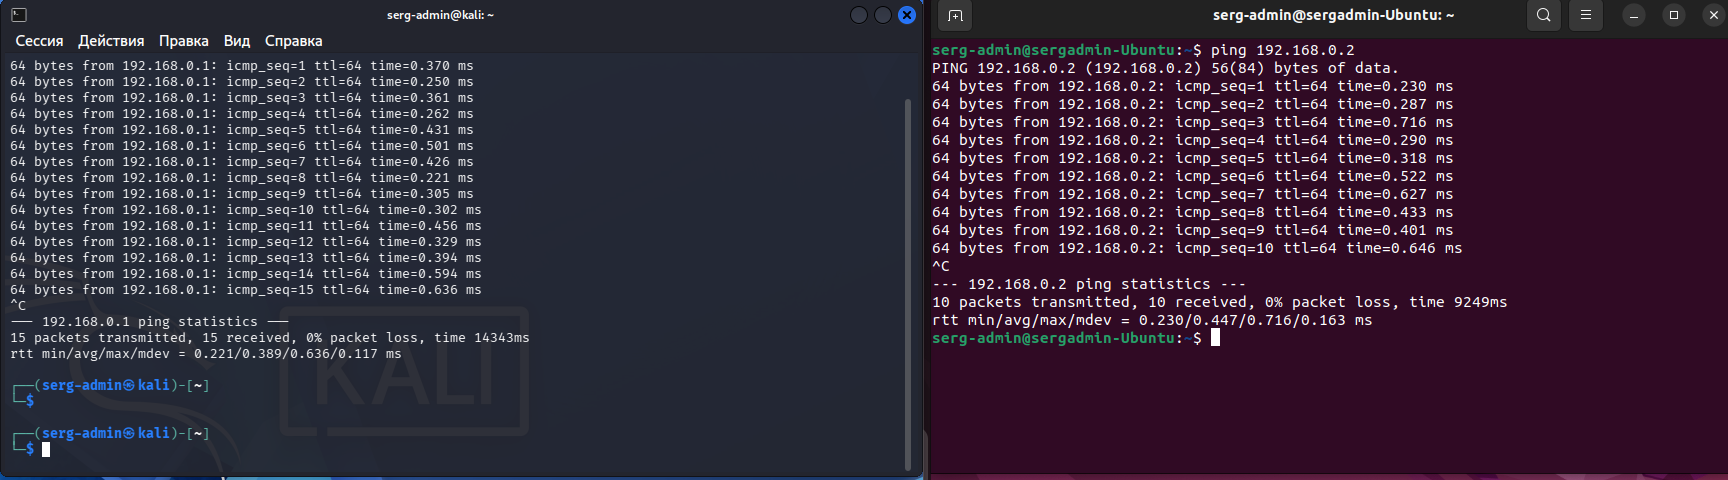 serg-admin@kali: ~
Сессия Действия Правка Вид Справка
64 bytes from 192.168.0.1: icmp_seq=1 ttl=64 time=0.370 ms
64 bytes from 192.168.0.1: icmp_seq=2 ttl=64 time=0.250 ms
64 bytes from 192.168.0.1: icmp_seq=3 ttl=64 time=0.361 ms
64 bytes from 192.168.0.1: icmp_seq=4 ttl=64 time=0.262 ms
64 bytes from 192.168.0.1: icmp_seq=5 ttl=64 time=0.431 ms
64 bytes from 192.168.0.1: icmp_seq=6 ttl=64 time=0.501 ms
64 bytes from 192.168.0.1: icmp_seq=7 ttl=64 time=0.426 ms
64 bytes from 192.168.0.1: icmp_seq=8 ttl=64 time=0.221 ms
64 bytes from 192.168.0.1: icmp_seq=9 ttl=64 time=0.305 ms
64 bytes from 192.168.0.1: icmp_seq=10 ttl=64 time=0.302 ms
64 bytes from 192.168.0.1: icmp_seq=11 ttl=64 time=0.456 ms
64 bytes from 192.168.0.1: icmp_seq=12 ttl=64 time=0.329 ms
64 bytes from 192.168.0.1: icmp_seq=13 ttl=64 time=0.394 ms
64 bytes from 192.168.0.1: icmp_seq=14 ttl=64 time=0.594 ms
64 bytes from 192.168.0.1: icmp_seq=15 ttl=64 time=0.636 ms
^C
--- 192.168.0.1 ping statistics ---
15 packets transmitted, 15 received, 0% packet loss, time 14343ms
rtt min/avg/max/mdev = 0.221/0.389/0.636/0.117 ms
┌──(serg-admin㉿kali)-[~]
└─$
┌──(serg-admin㉿kali)-[~]
└─$
KALI
serg-admin@sergadmin-Ubuntu: ~
serg-admin@sergadmin-Ubuntu:~$ ping 192.168.0.2
PING 192.168.0.2 (192.168.0.2) 56(84) bytes of data.
64 bytes from 192.168.0.2: icmp_seq=1 ttl=64 time=0.230 ms
64 bytes from 192.168.0.2: icmp_seq=2 ttl=64 time=0.287 ms
64 bytes from 192.168.0.2: icmp_seq=3 ttl=64 time=0.716 ms
64 bytes from 192.168.0.2: icmp_seq=4 ttl=64 time=0.290 ms
64 bytes from 192.168.0.2: icmp_seq=5 ttl=64 time=0.318 ms
64 bytes from 192.168.0.2: icmp_seq=6 ttl=64 time=0.522 ms
64 bytes from 192.168.0.2: icmp_seq=7 ttl=64 time=0.627 ms
64 bytes from 192.168.0.2: icmp_seq=8 ttl=64 time=0.433 ms
64 bytes from 192.168.0.2: icmp_seq=9 ttl=64 time=0.401 ms
64 bytes from 192.168.0.2: icmp_seq=10 ttl=64 time=0.646 ms
^C
--- 192.168.0.2 ping statistics ---
10 packets transmitted, 10 received, 0% packet loss, time 9249ms
rtt min/avg/max/mdev = 0.230/0.447/0.716/0.163 ms
serg-admin@sergadmin-Ubuntu:~$